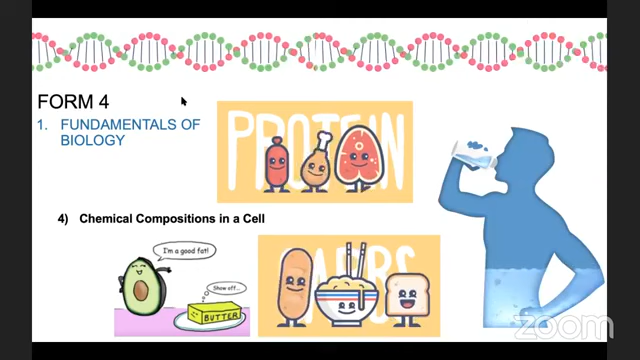 FORM 4
1. FUNDAMENTALS OF
BIOLOGY
PROTEIN
4) Chemical Compositions in a Cell
I'm a good fat!
Show off...
BUTTER
CARBS
zoom